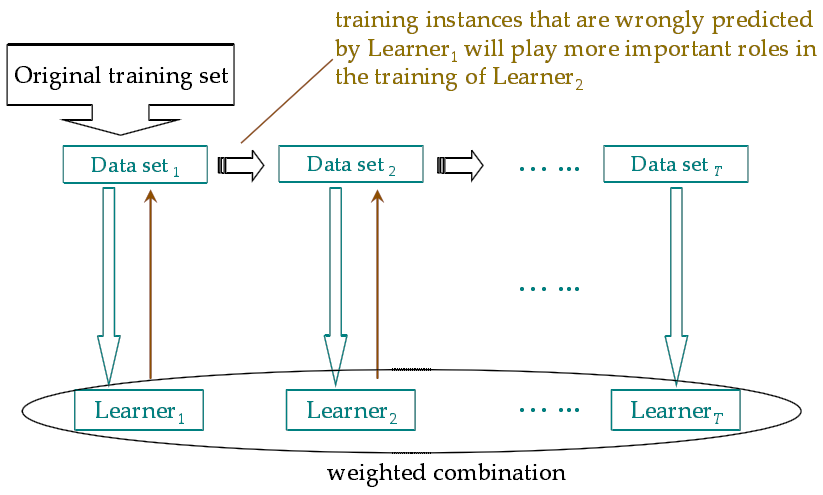 training instances that are wrongly predicted
by Learner₁ will play more important roles in
the training of Learner₂
Original training set
Data set ₁
Data set ₂
... ...
Data set T
... ...
Learner₁
Learner₂
... ...
LearnerT
weighted combination